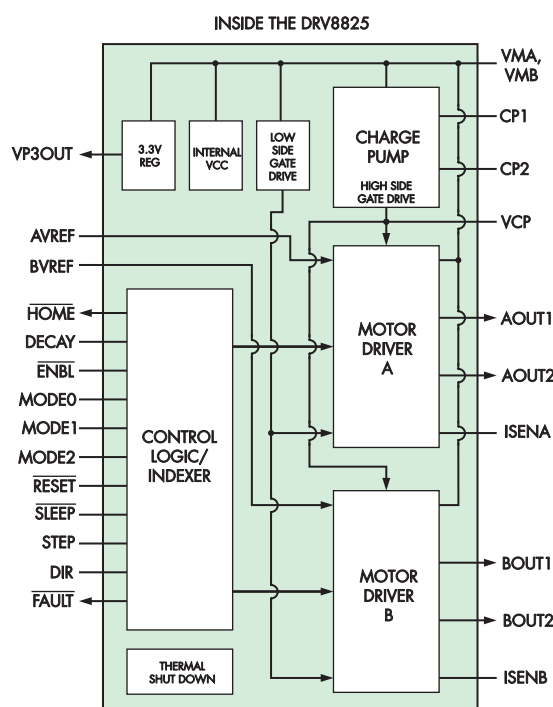 INSIDE THE DRV8825
VMA,
VMB
CP1
CP2
VCP
VP3OUT
3.3V
REG
INTERNAL
VCC
LOW
SIDE
GATE
DRIVE
CHARGE
PUMP
HIGH SIDE
GATE DRIVE
AVREF
BVREF
HOME
DECAY
ENBL
MODE0
MODE1
MODE2
RESET
SLEEP
STEP
DIR
FAULT
CONTROL
LOGIC/
INDEXER
MOTOR
DRIVER
A
AOUT1
AOUT2
ISENA
MOTOR
DRIVER
B
BOUT1
BOUT2
ISENB
THERMAL
SHUT DOWN